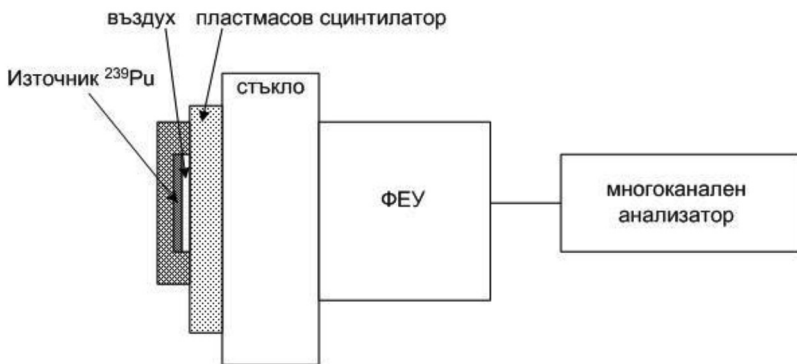 въздух
пластмасов сцинтилатор
Източник ²³⁹Pu
стъкло
ФЕУ
многоканален
анализатор